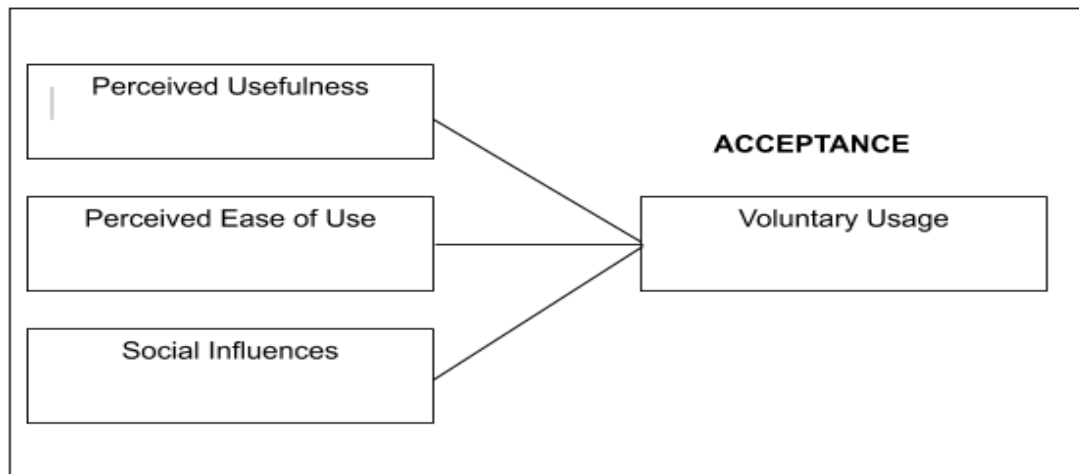 Perceived Usefulness
ACCEPTANCE
Perceived Ease of Use
Voluntary Usage
Social Influences